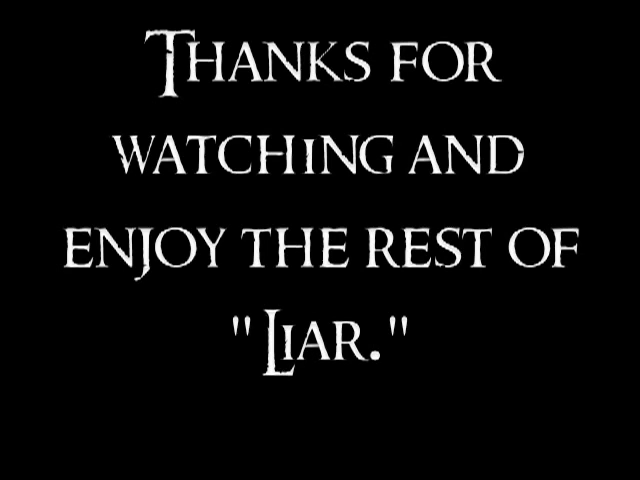 Thanks for
watching and
enjoy the rest of
"Liar."